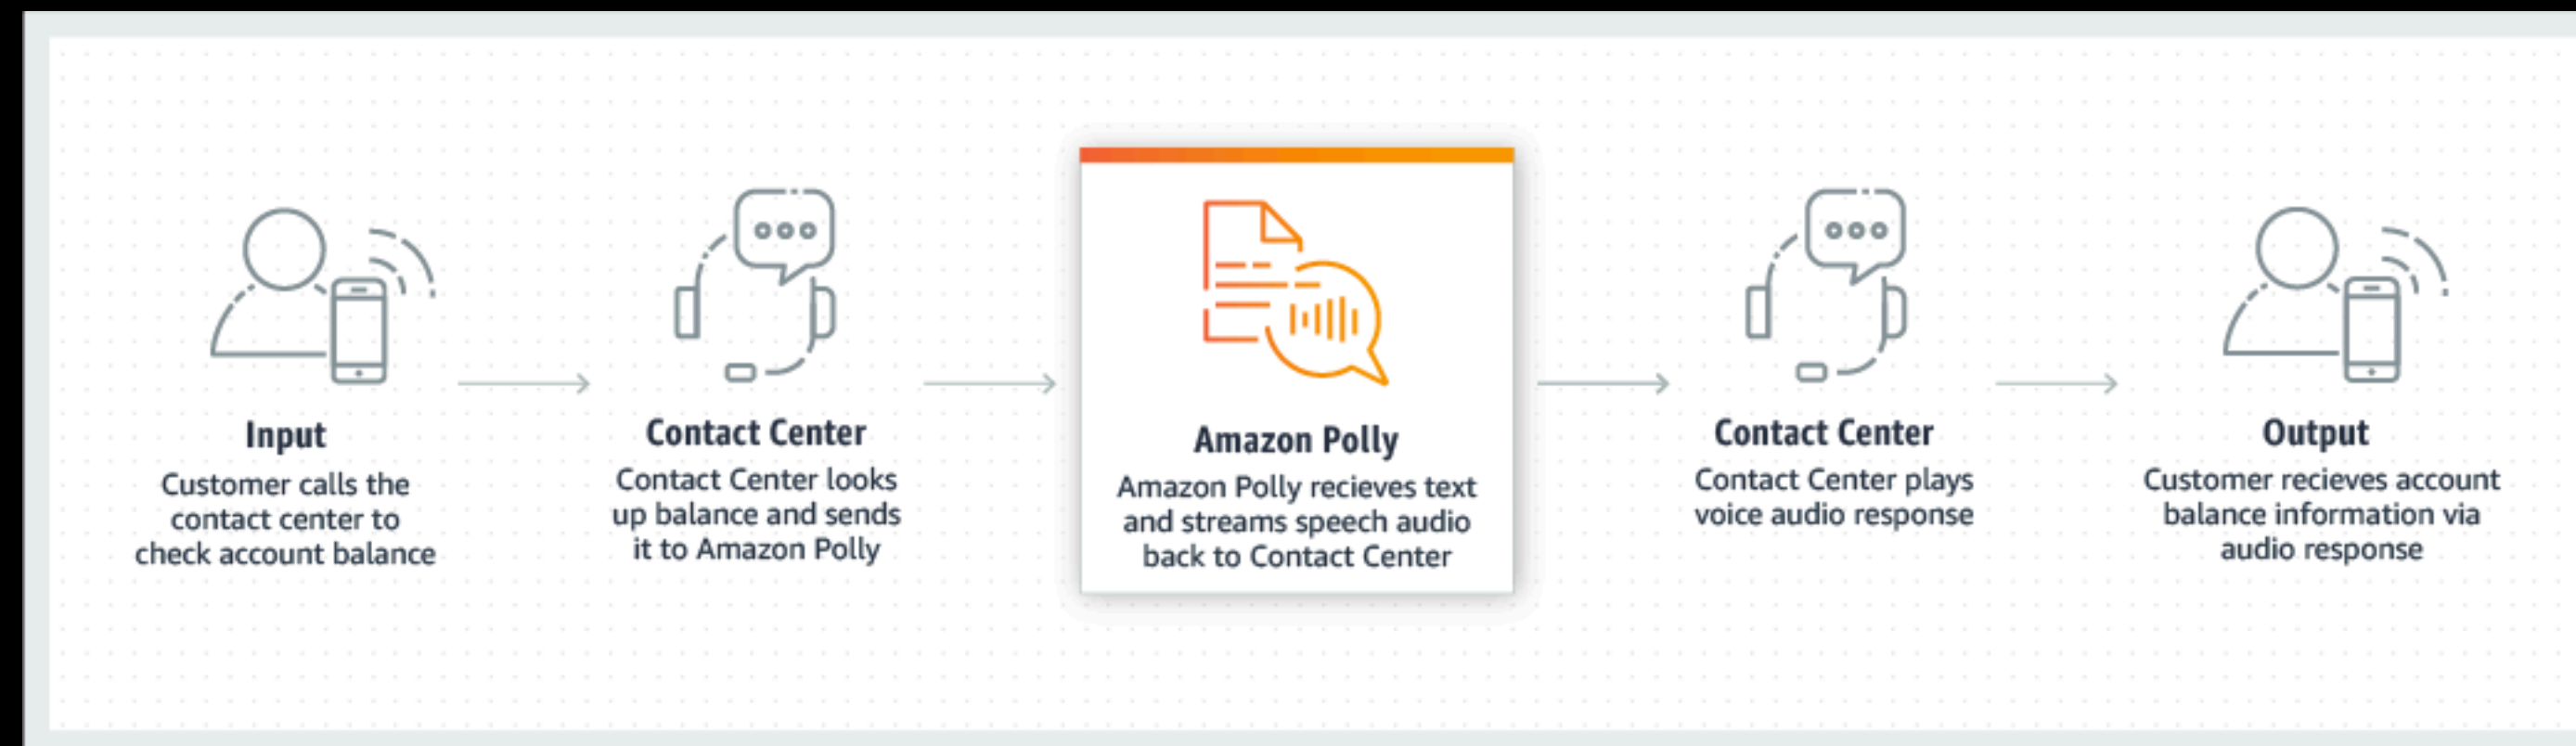 Input
Customer calls the
contact center to
check account balance
Contact Center
Contact Center looks
up balance and sends
it to Amazon Polly
Amazon Polly
Amazon Polly recieves text
and streams speech audio
back to Contact Center
Contact Center
Contact Center plays
voice audio response
Output
Customer recieves account
balance information via
audio response